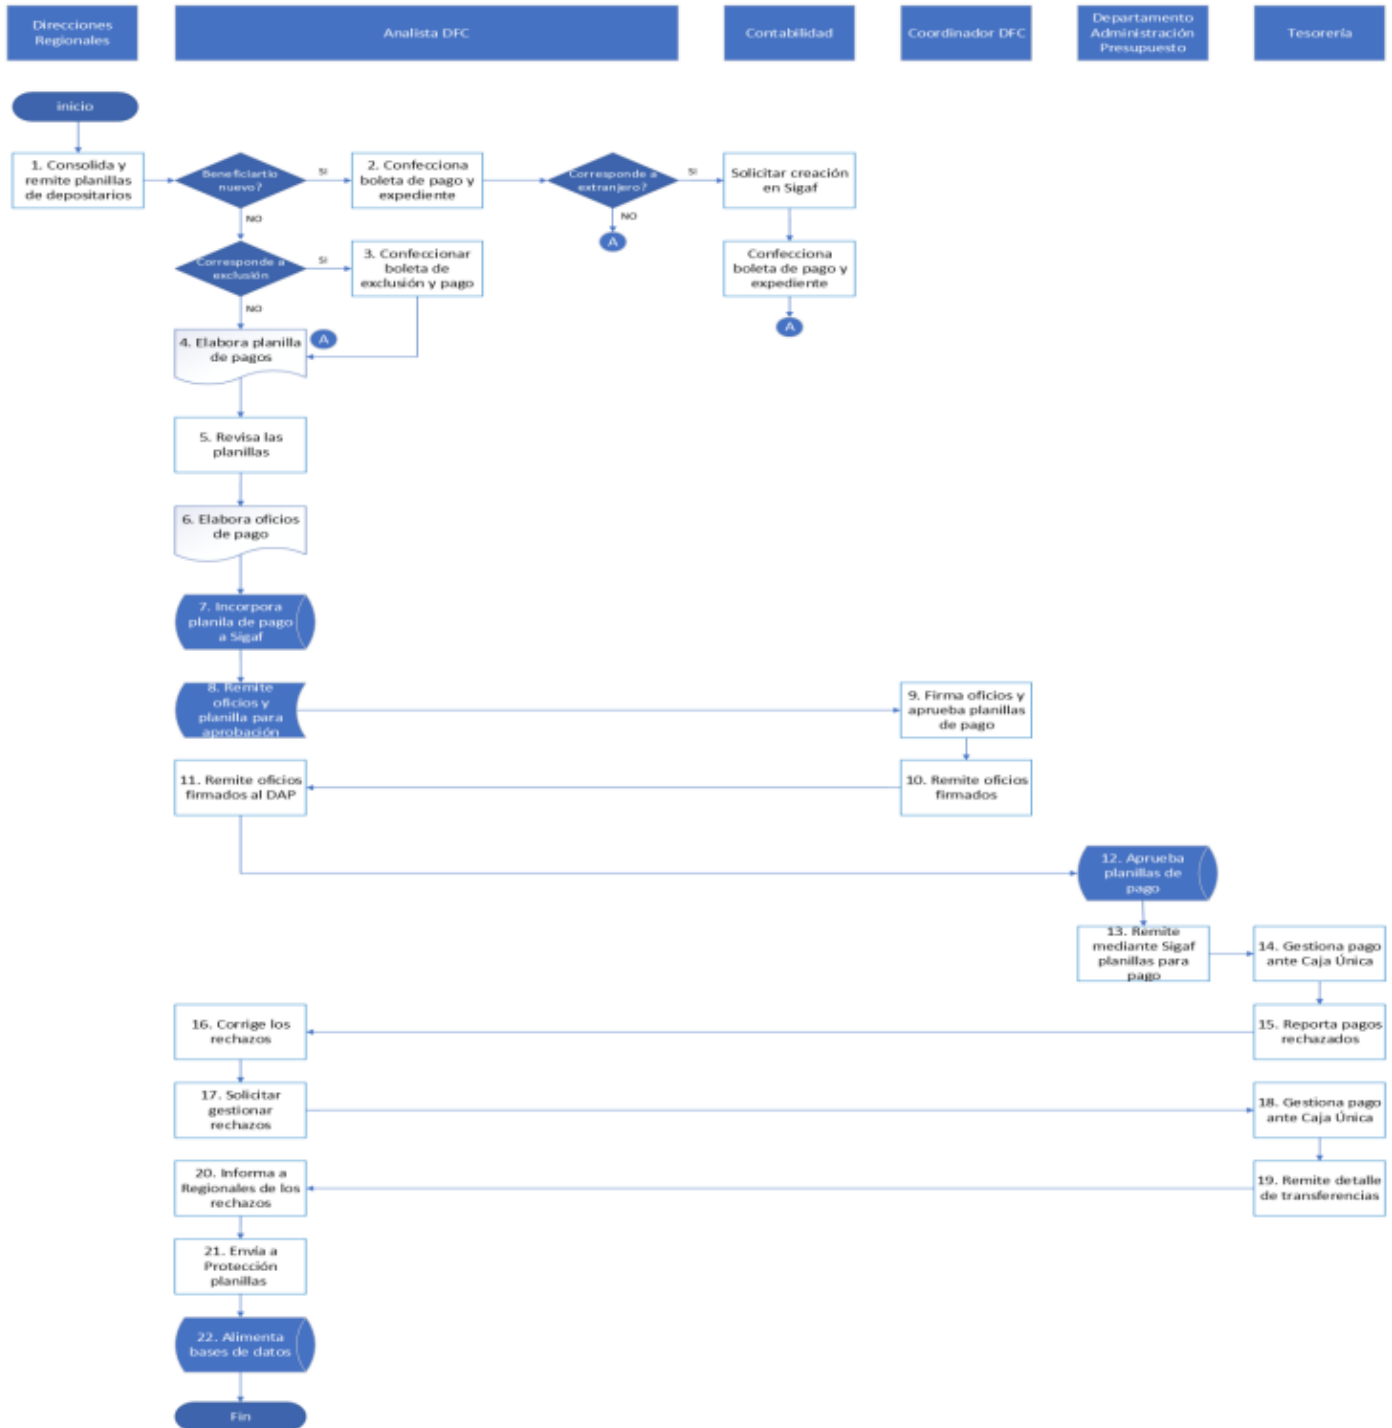 Direcciones
Regionales
Analista DFC
Contabilidad
Coordinador DFC
Departamento
Administración
Presupuesto
Tesorería
inicio
1. Consolida y
remite planillas
de depositarios
Beneficiartio
nuevo?
SI
2. Confecciona
boleta de pago y
expediente
Corresponde a
extranjero?
SI
Solicitar creación
en Sigaf
NO
NO
A
Corresponde a
exclusión
SI
3. Confeccionar
boleta de
exclusión y pago
Confecciona
boleta de pago y
expediente
NO
A
4. Elabora planilla
de pagos
A
5. Revisa las
planillas
6. Elabora oficios
de pago
7. Incorpora
planila de pago
a Sigaf
8. Remite
oficios y
planilla para
aprobación
9. Firma oficios y
aprueba planillas
de pago
11. Remite oficios
firmados al DAP
10. Remite oficios
firmados
12. Aprueba
planillas de
pago
13. Remite
mediante Sigaf
planillas para
pago
14. Gestiona pago
ante Caja Única
16. Corrige los
rechazos
15. Reporta pagos
rechazados
17. Solicitar
gestionar
rechazos
18. Gestiona pago
ante Caja Única
20. Informa a
Regionales de los
rechazos
19. Remite detalle
de transferencias
21. Envía a
Protección
planillas
22. Alimenta
bases de datos
Fin